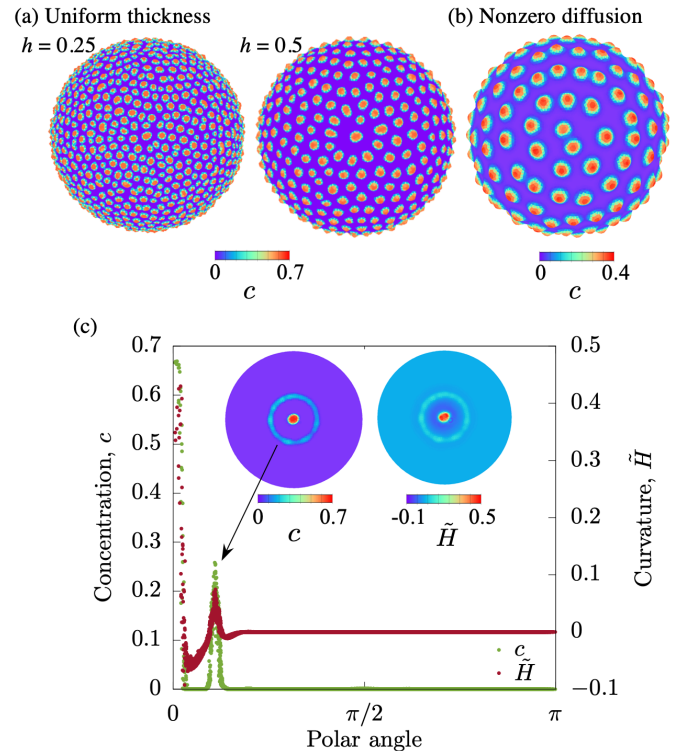 (a) Uniform thickness
(b) Nonzero diffusion
h = 0.25
h = 0.5
0 0.7
c
0 0.4
c
(c)
0.7
0.6
0.5
0.4
0.3
0.2
0.1
0
Concentration, c
0.5
0.4
0.3
0.2
0.1
0
−0.1
Curvature, H̃
0 0.7
c
-0.1 0.5
H̃
c
H̃
0 π/2 π
Polar angle